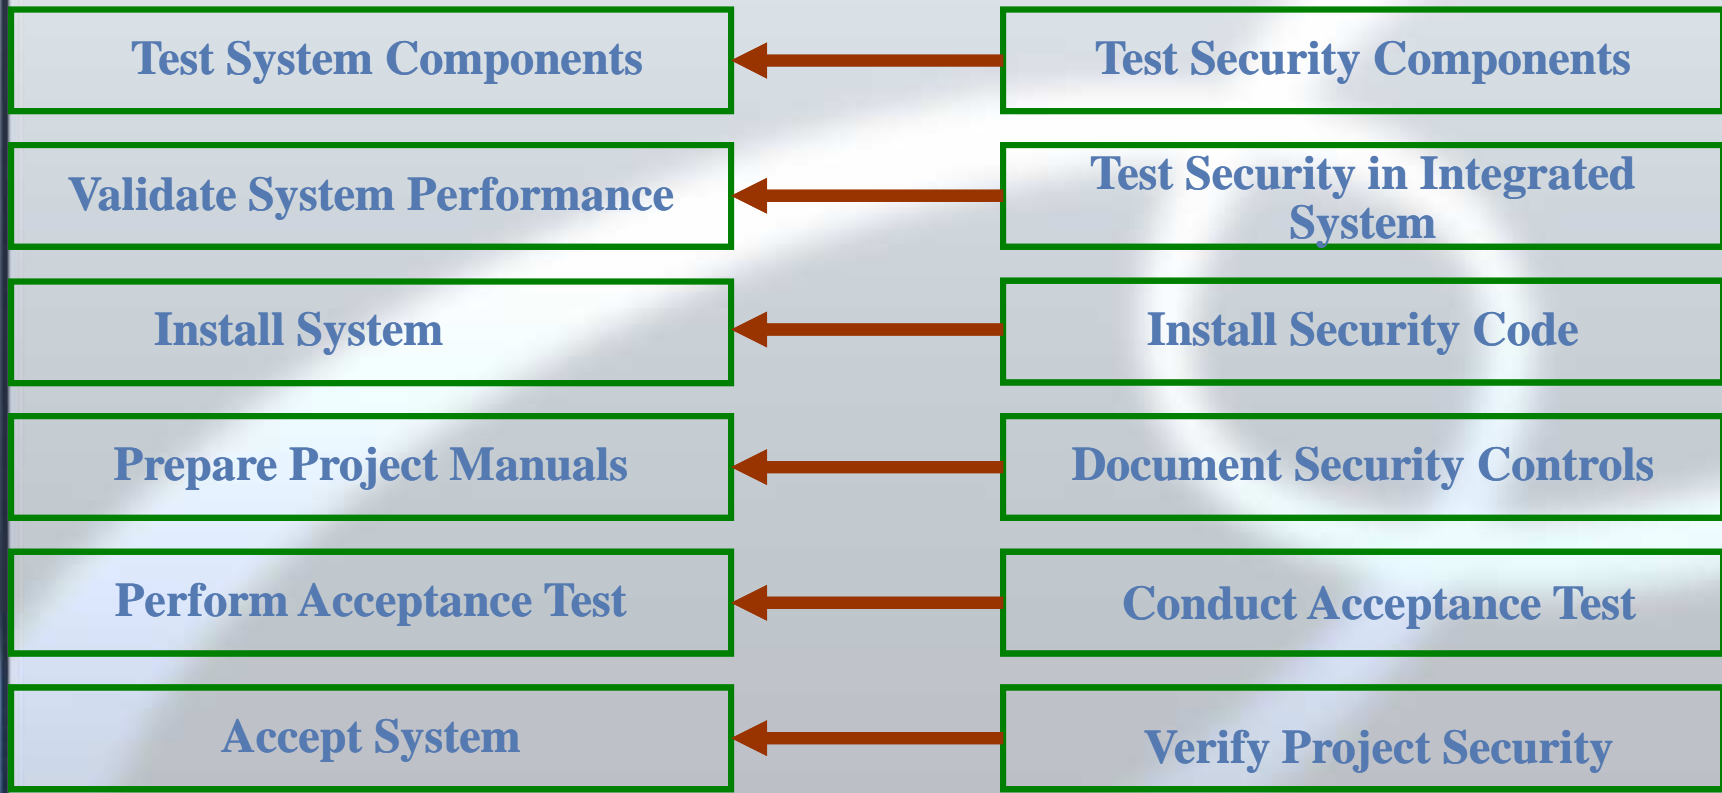 Test System Components
Test Security Components
Validate System Performance
Test Security in Integrated
System
Install System
Install Security Code
Prepare Project Manuals
Document Security Controls
Perform Acceptance Test
Conduct Acceptance Test
Accept System
Verify Project Security